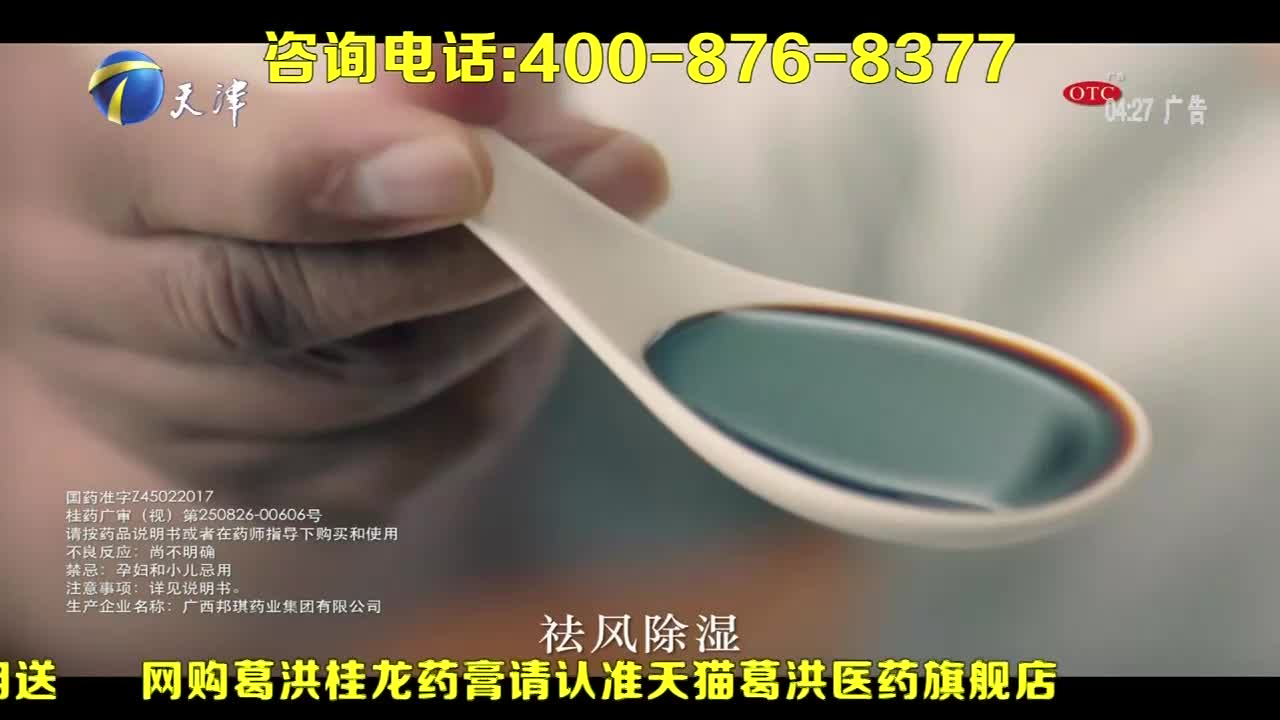 咨询电话:400-876-8377
天津
OTC
广告
04:27 广告
国药准字Z45022017
桂药广审（视）第250826-00606号
请按药品说明书或者在药师指导下购买和使用
不良反应：尚不明确
禁忌：孕妇和小儿忌用
注意事项：详见说明书。
生产企业名称：广西邦琪药业集团有限公司
祛风除湿
送 网购葛洪桂龙药膏请认准天猫葛洪医药旗舰店